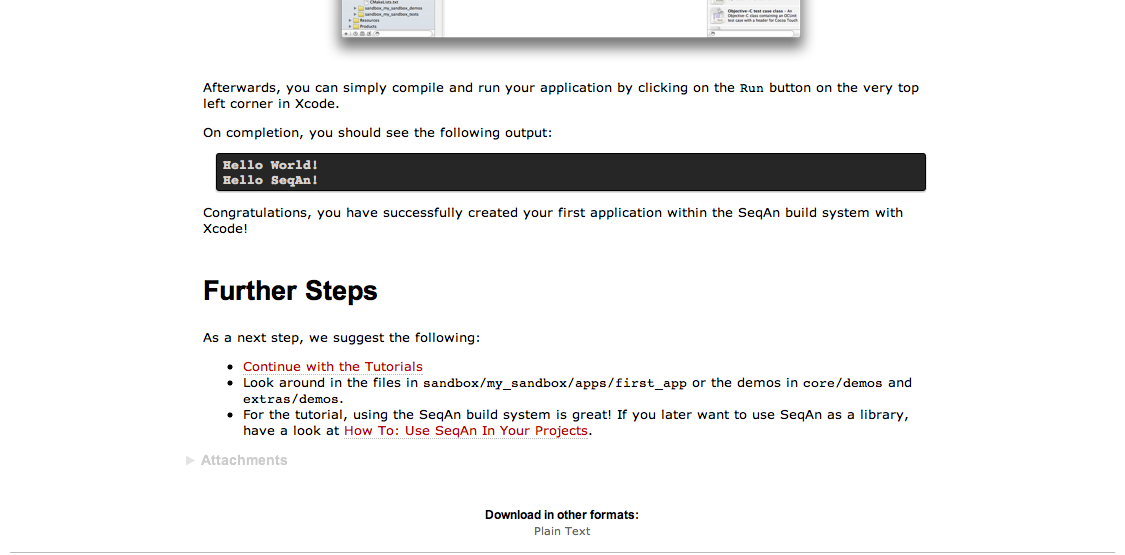 CMakeLists.txt
sandbox_my_sandbox_demos
sandbox_my_sandbox_tests
Resources
Products
Objective-C test case class - An
Objective-C class containing an OCUnit
test case with a header for Cocoa Touch
Afterwards, you can simply compile and run your application by clicking on the Run button on the very top
left corner in Xcode.
On completion, you should see the following output:
Hello World!
Hello SeqAn!
Congratulations, you have successfully created your first application within the SeqAn build system with
Xcode!
Further Steps
As a next step, we suggest the following:
Continue with the Tutorials
Look around in the files in sandbox/my_sandbox/apps/first_app or the demos in core/demos and
extras/demos.
For the tutorial, using the SeqAn build system is great! If you later want to use SeqAn as a library,
have a look at How To: Use SeqAn In Your Projects.
Attachments
Download in other formats:
Plain Text